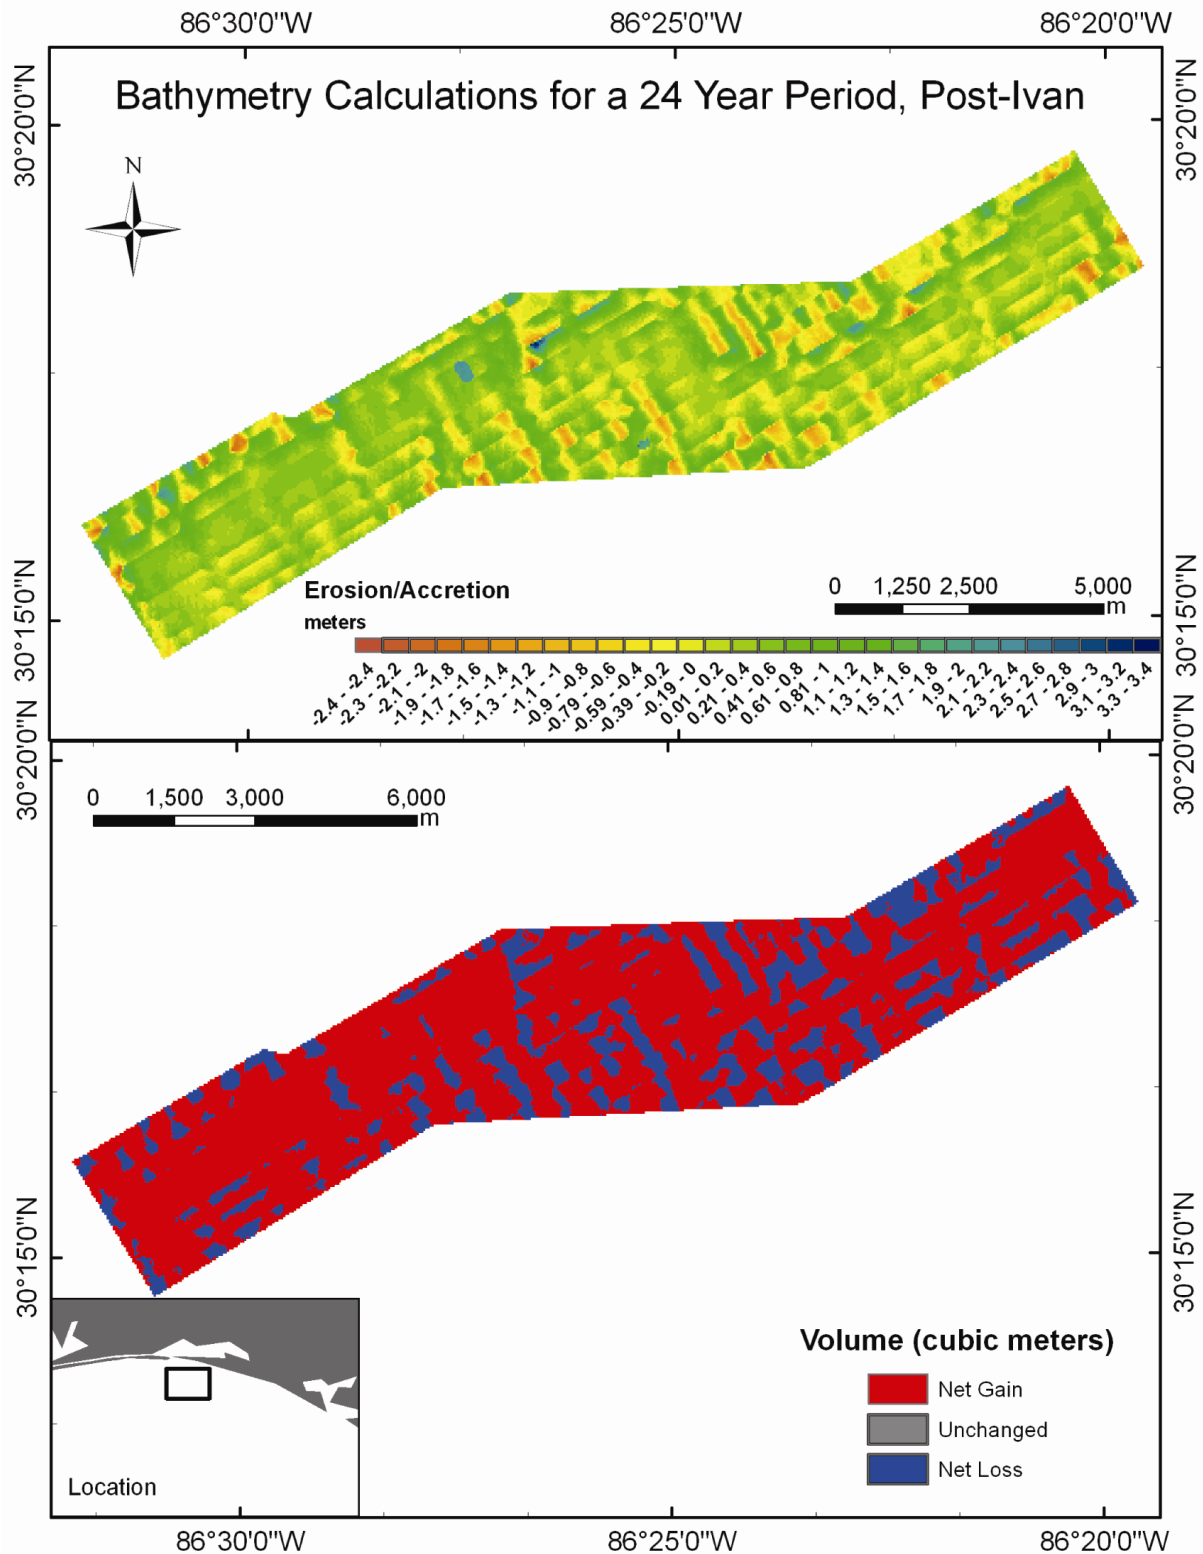 86°30'0"W 86°25'0"W 86°20'0"W
Bathymetry Calculations for a 24 Year Period, Post-Ivan
30°20'0"N 30°20'0"N
N
Erosion/Accretion
meters
0 1,250 2,500 5,000
m
-2.4 - -2.4
-2.3 - -2.2
-2.1 - -2
-1.9 - -1.8
-1.7 - -1.6
-1.5 - -1.4
-1.3 - -1.2
-1.1 - -1
-0.9 - -0.8
-0.79 - -0.6
-0.59 - -0.4
-0.39 - -0.2
-0.19 - 0
0.01 - 0.2
0.21 - 0.4
0.41 - 0.6
0.61 - 0.8
0.81 - 1
1.1 - 1.2
1.3 - 1.4
1.5 - 1.6
1.7 - 1.8
1.9 - 2
2.1 - 2.2
2.3 - 2.4
2.5 - 2.6
2.7 - 2.8
2.9 - 3
3.1 - 3.2
3.3 - 3.4
30°15'0"N 30°15'0"N
30°20'0"N 30°20'0"N
0 1,500 3,000 6,000
m
30°15'0"N 30°15'0"N
Volume (cubic meters)
Net Gain
Unchanged
Net Loss
Location
86°30'0"W 86°25'0"W 86°20'0"W